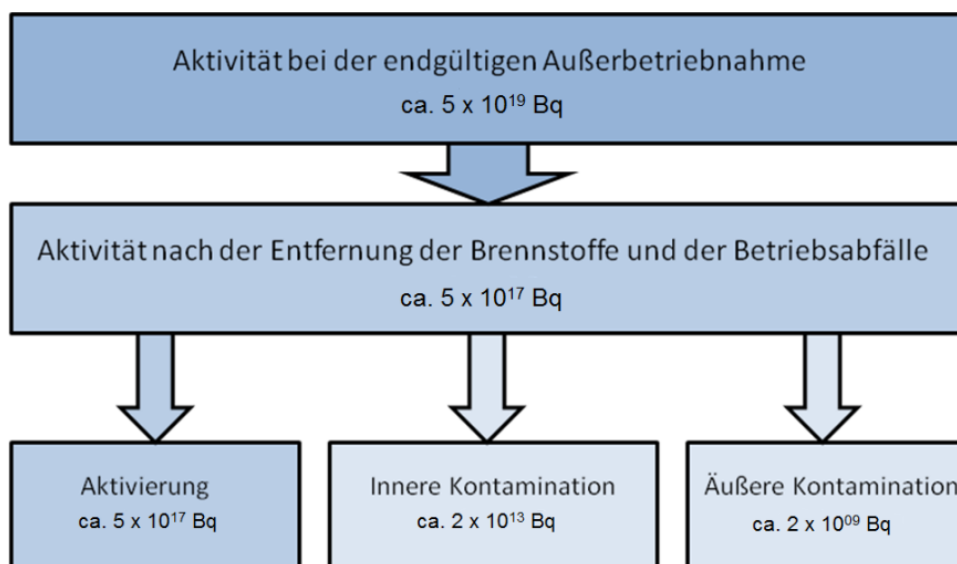 Aktivität bei der endgültigen Außerbetriebnahme
ca. 5 x 10¹⁹ Bq
Aktivität nach der Entfernung der Brennstoffe und der Betriebsabfälle
ca. 5 x 10¹⁷ Bq
Aktivierung
ca. 5 x 10¹⁷ Bq
Innere Kontamination
ca. 2 x 10¹³ Bq
Äußere Kontamination
ca. 2 x 10⁰⁹ Bq